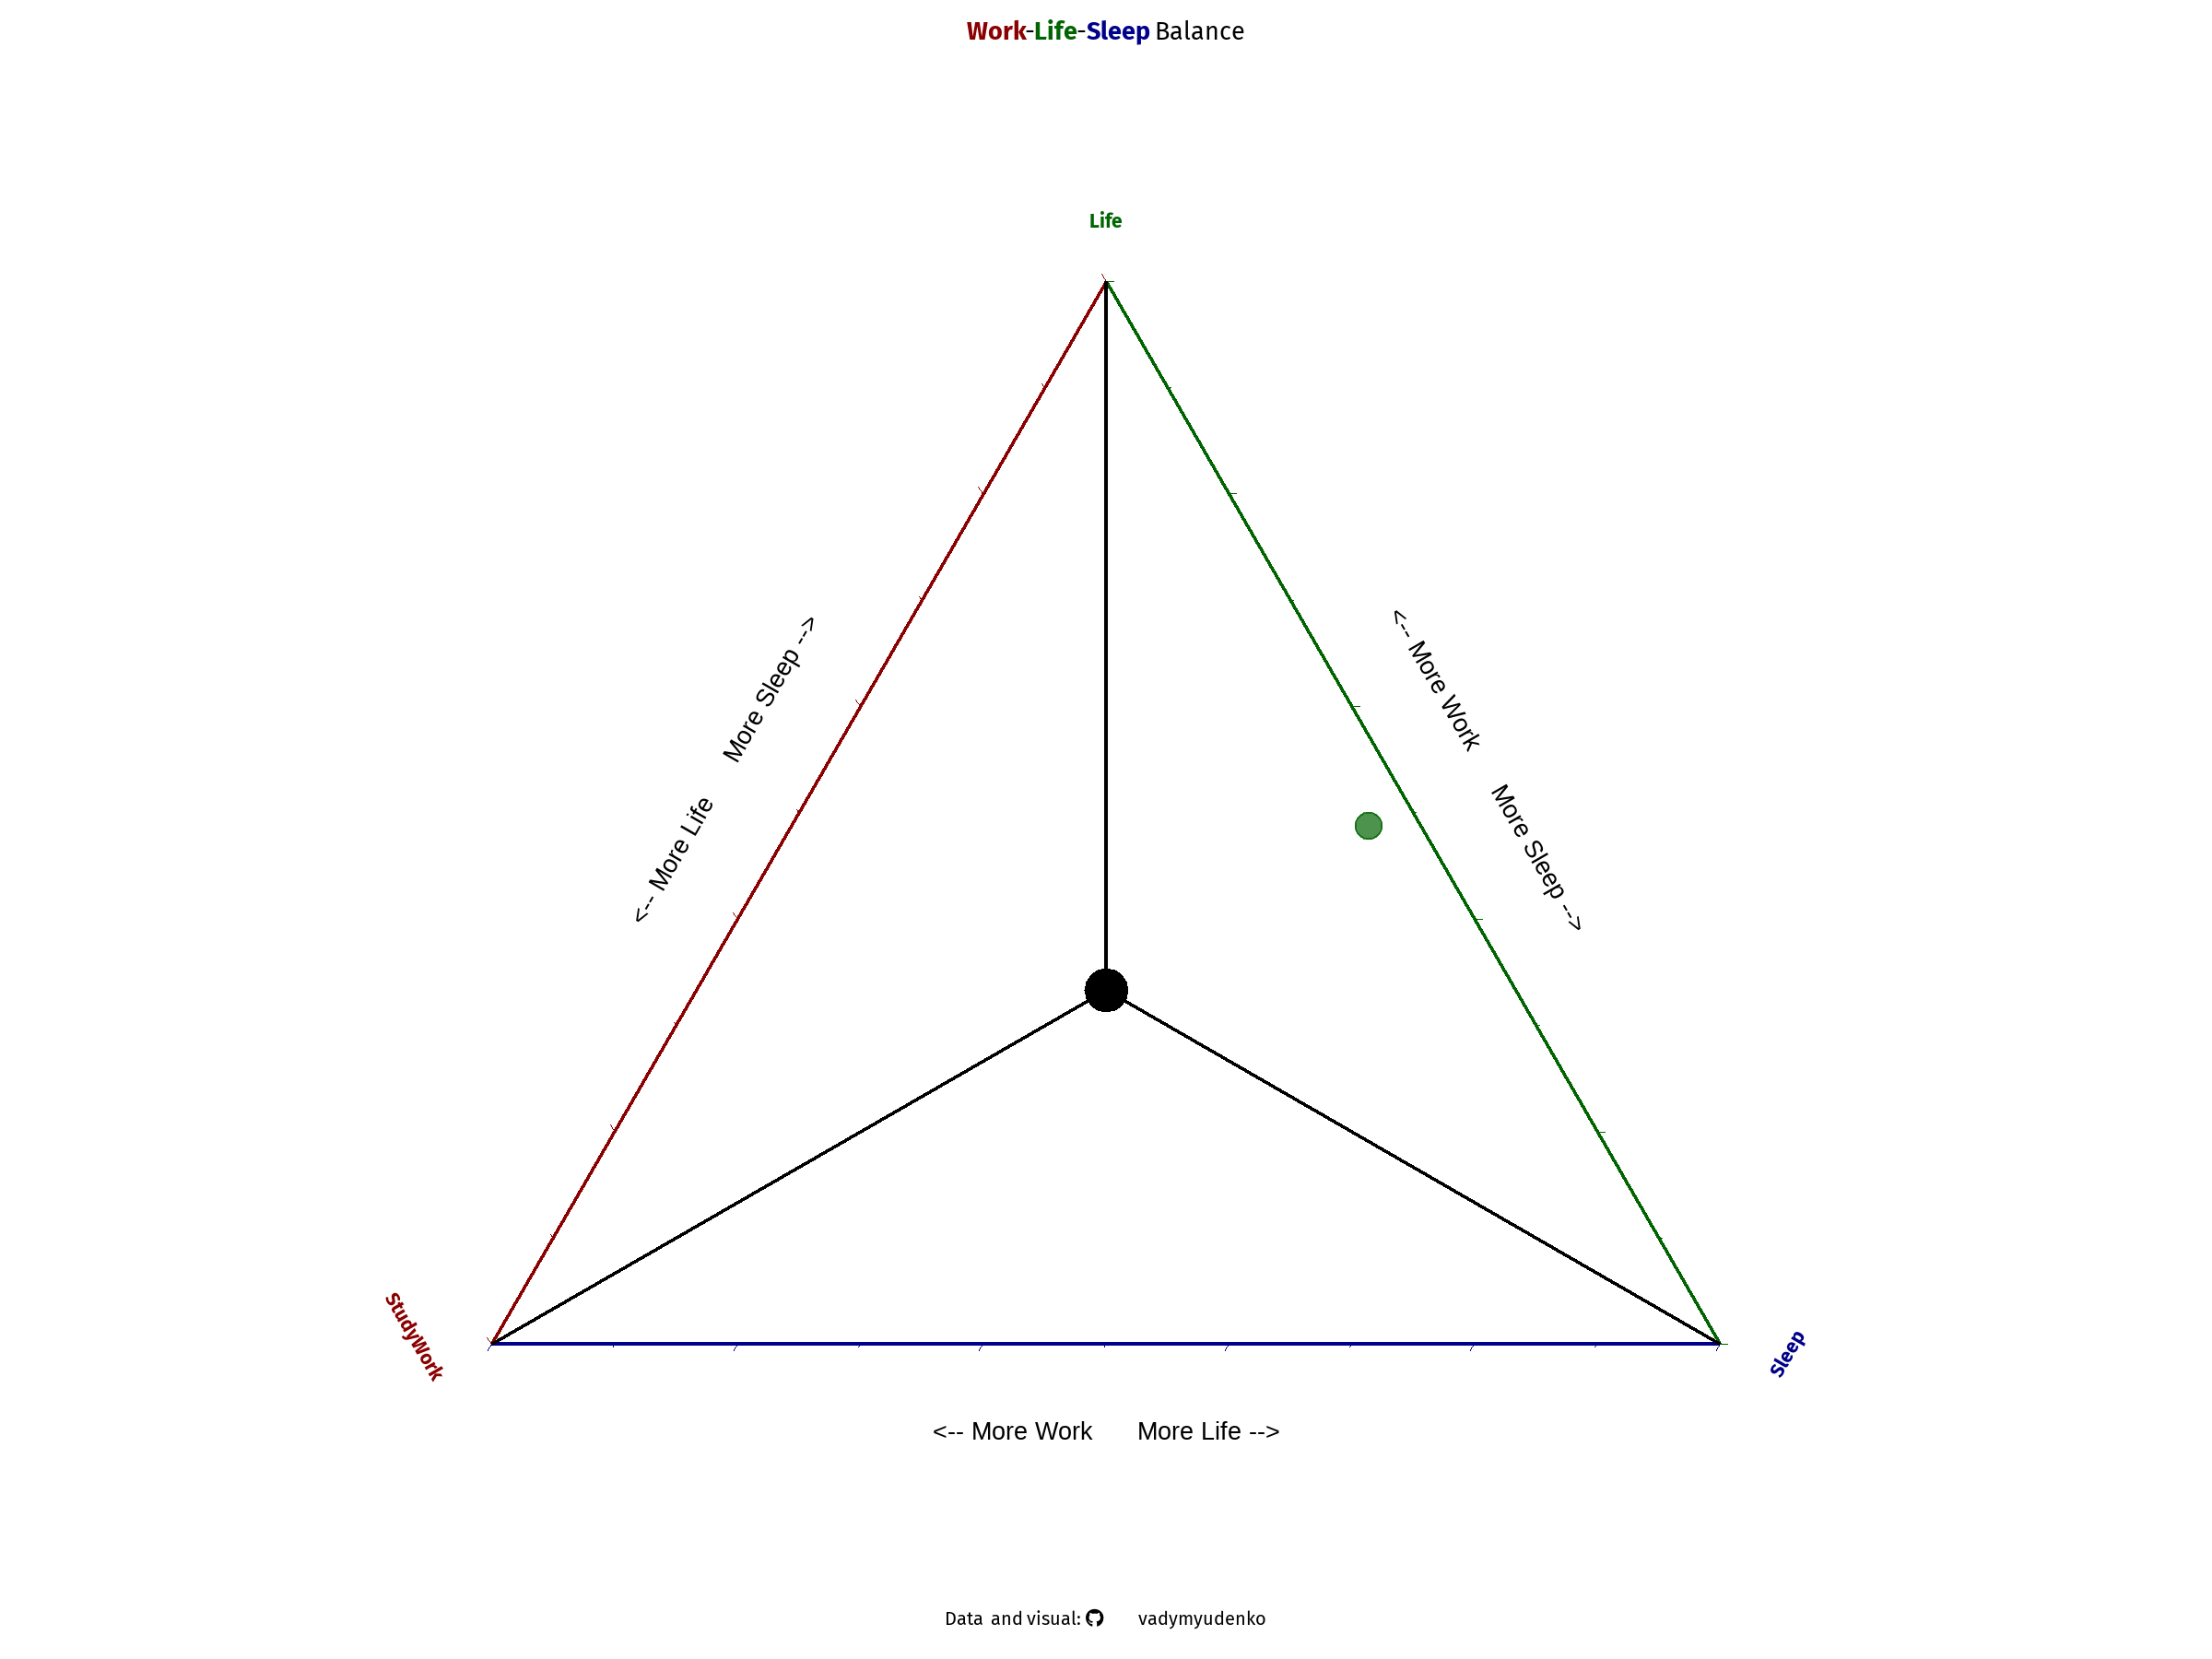 Work-Life-Sleep Balance
Life
<-- More Life More Sleep -->
<-- More Work More Sleep -->
StudyWork
Sleep
<-- More Work More Life -->
Data and visual: vadymyudenko